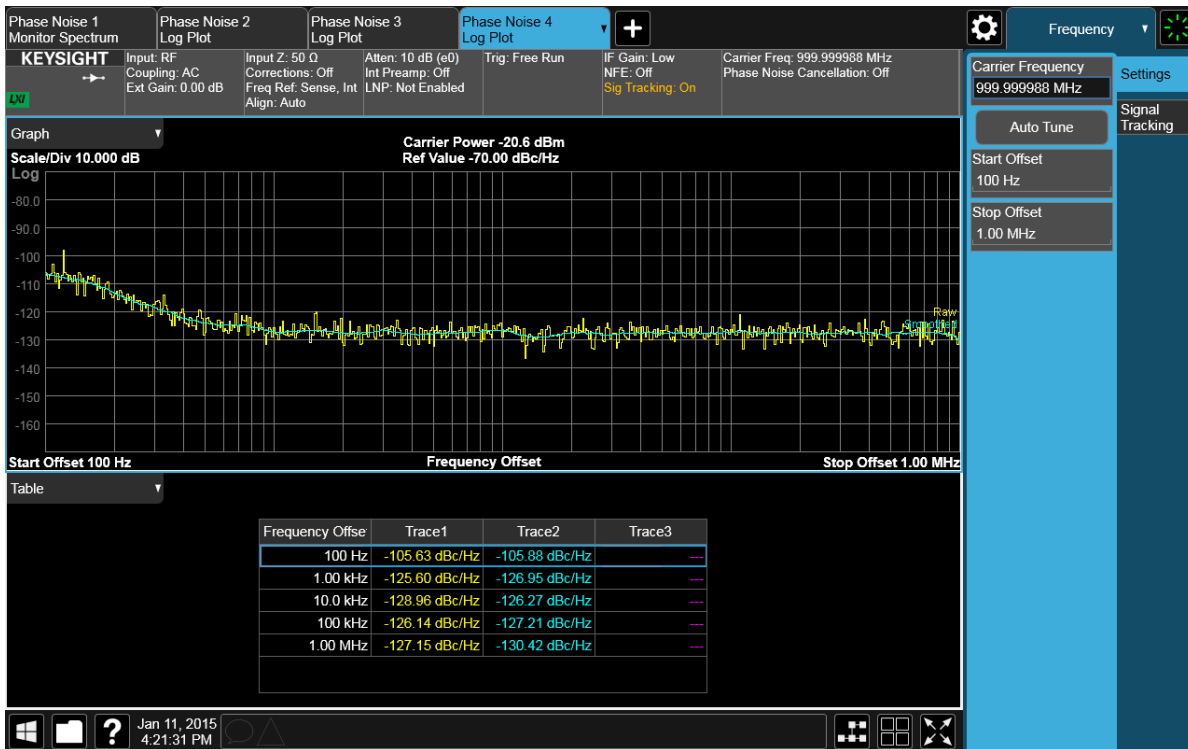 Phase Noise 1
Monitor Spectrum
Phase Noise 2
Log Plot
Phase Noise 3
Log Plot
Phase Noise 4
Log Plot
Frequency
KEYSIGHT
LXI
Input: RF
Coupling: AC
Ext Gain: 0.00 dB
Input Z: 50 Ω
Corrections: Off
Freq Ref: Sense, Int
Align: Auto
Atten: 10 dB (e0)
Int Preamp: Off
LNP: Not Enabled
Trig: Free Run
IF Gain: Low
NFE: Off
Sig Tracking: On
Carrier Freq: 999.999988 MHz
Phase Noise Cancellation: Off
Graph
Scale/Div 10.000 dB
Carrier Power -20.6 dBm
Ref Value -70.00 dBc/Hz
Log
-80.0
-90.0
-100
-110
-120
-130
-140
-150
-160
Raw
Smoothed
Start Offset 100 Hz
Frequency Offset
Stop Offset 1.00 MHz
Table
Frequency Offse Trace1 Trace2 Trace3
100 Hz -105.63 dBc/Hz -105.88 dBc/Hz ---
1.00 kHz -125.60 dBc/Hz -126.95 dBc/Hz ---
10.0 kHz -128.96 dBc/Hz -126.27 dBc/Hz ---
100 kHz -126.14 dBc/Hz -127.21 dBc/Hz ---
1.00 MHz -127.15 dBc/Hz -130.42 dBc/Hz ---
Carrier Frequency
999.999988 MHz
Auto Tune
Start Offset
100 Hz
Stop Offset
1.00 MHz
Settings
Signal
Tracking
?
Jan 11, 2015
4:21:31 PM